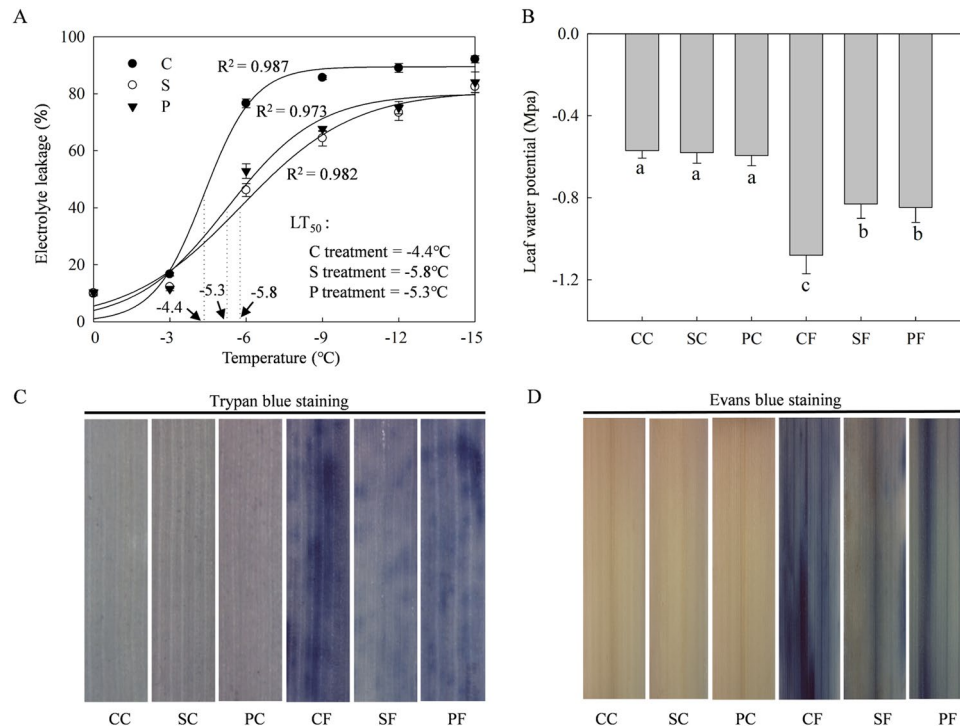 A
Electrolyte leakage (%)
100
80
60
40
20
0
C
S
P
R² = 0.987
R² = 0.973
R² = 0.982
LT₅₀ :
C treatment = -4.4℃
S treatment = -5.8℃
P treatment = -5.3℃
-4.4
-5.3
-5.8
0 -3 -6 -9 -12 -15
Temperature (℃)
B
Leaf water potential (Mpa)
0.0
-0.4
-0.8
-1.2
a a a c b b
CC SC PC CF SF PF
C
Trypan blue staining
CC SC PC CF SF PF
D
Evans blue staining
CC SC PC CF SF PF